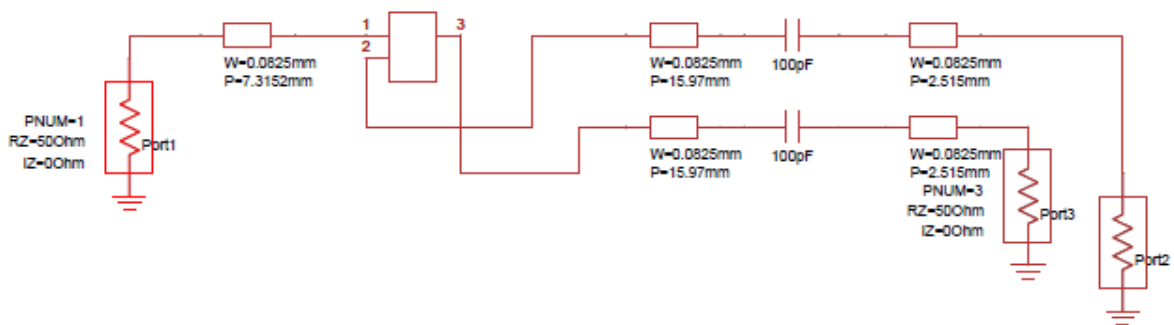 1
3
2
W=0.0825mm
P=7.3152mm
W=0.0825mm
P=15.97mm
100pF
W=0.0825mm
P=2.515mm
PNUM=1
RZ=50Ohm
IZ=0Ohm
Port1
W=0.0825mm
P=15.97mm
100pF
W=0.0825mm
P=2.515mm
PNUM=3
RZ=50Ohm
IZ=0Ohm
Port3
Port2